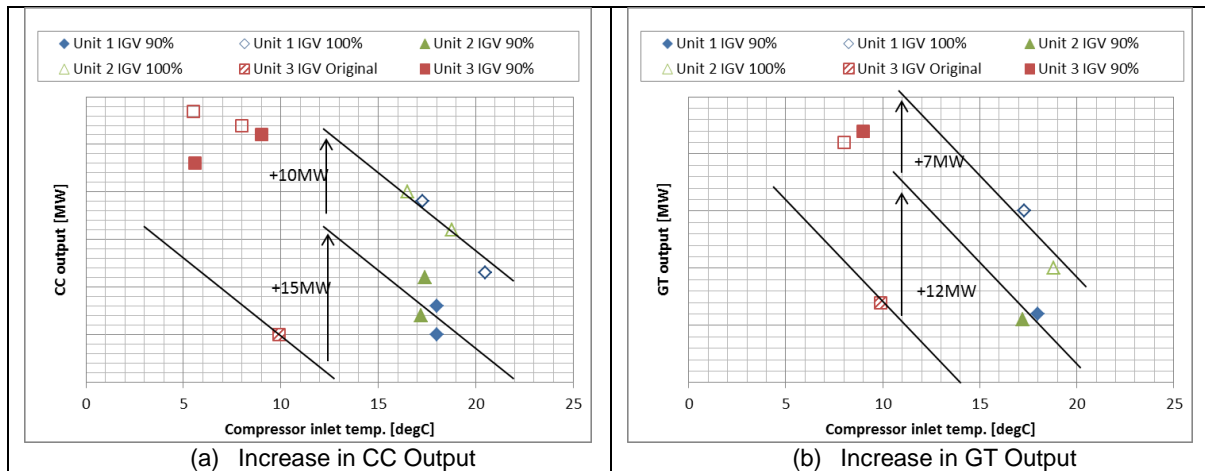 Unit 1 IGV 90% Unit 1 IGV 100% Unit 2 IGV 90%
Unit 2 IGV 100% Unit 3 IGV Original Unit 3 IGV 90%
CC output [MW]
+10MW
+15MW
0 5 10 15 20 25
Compressor inlet temp. [degC]
(a) Increase in CC Output
Unit 1 IGV 90% Unit 1 IGV 100% Unit 2 IGV 90%
Unit 2 IGV 100% Unit 3 IGV Original Unit 3 IGV 90%
GT output [MW]
+7MW
+12MW
0 5 10 15 20 25
Compressor inlet temp. [degC]
(b) Increase in GT Output